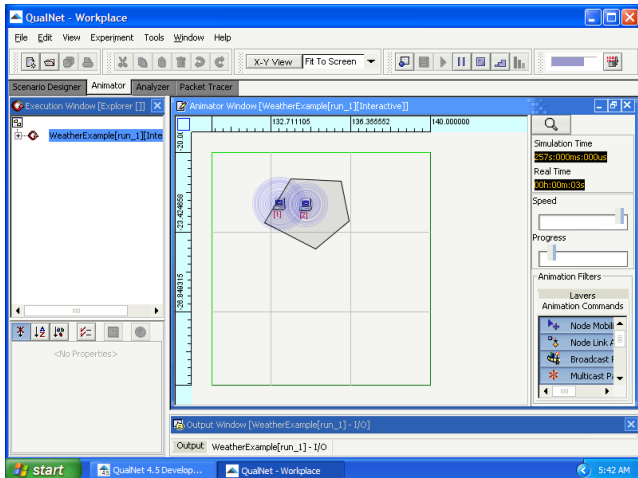 QualNet - Workplace
File Edit View Experiment Tools Window Help
X-Y View Fit To Screen
Scenario Designer Animator Analyzer Packet Tracer
Execution Window [Explorer []]
Animator Window [WeatherExample[run_1][Interactive]]
WeatherExample[run_1][Inte
132.711105 136.355552 140.000000
-23.424658
-26.848315
[1] [2]
Simulation Time
257s:000ms:000us
Real Time
00h:00m:03s
Speed
Progress
Animation Filters
Layers
Animation Commands
Node Mobili
Node Link A
Broadcast P
Multicast Pa
<No Properties>
Output Window [WeatherExample[run_1] - I/O]
Output WeatherExample[run_1] - I/O
start QualNet 4.5 Develop... QualNet - Workplace 5:42 AM